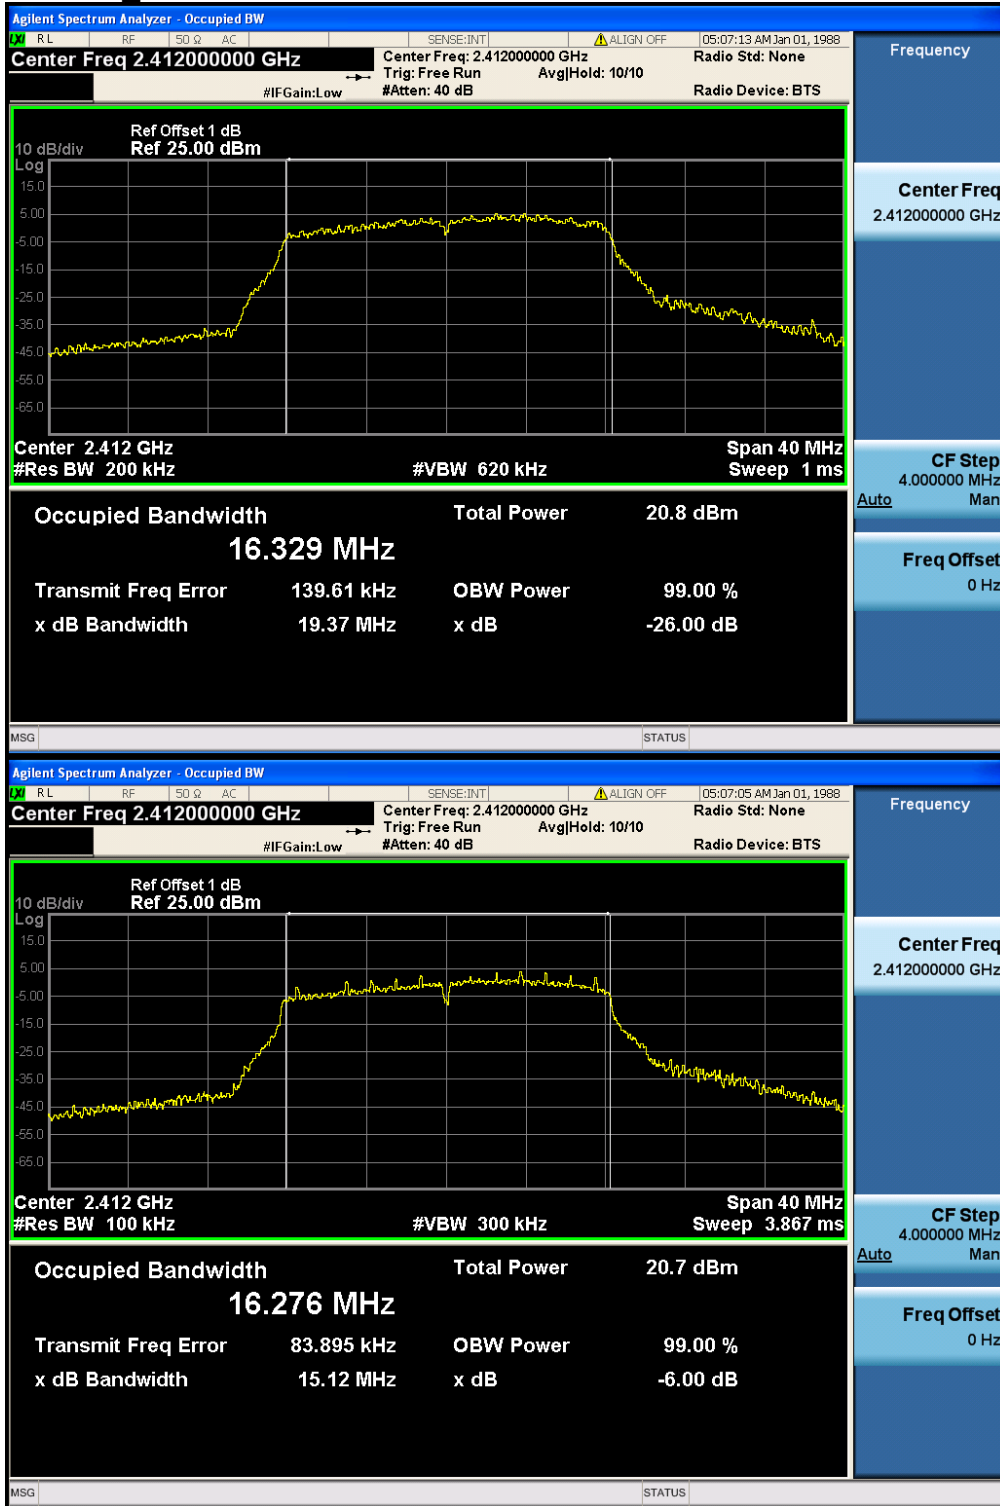 Agilent Spectrum Analyzer - Occupied BW
LXI RL RF 50 Ω AC SENSE:INT ALIGN OFF 05:07:13 AM Jan 01, 1988
Center Freq 2.412000000 GHz
Center Freq: 2.412000000 GHz
Radio Std: None
Trig: Free Run Avg|Hold: 10/10
#IFGain:Low #Atten: 40 dB Radio Device: BTS
Frequency
Ref Offset 1 dB
10 dB/div Ref 25.00 dBm
Log
15.0
5.00
-5.00
-15.0
-25.0
-35.0
-45.0
-55.0
-65.0
Center Freq
2.412000000 GHz
Center 2.412 GHz Span 40 MHz
#Res BW 200 kHz #VBW 620 kHz Sweep 1 ms
CF Step
4.000000 MHz
Auto Man
Occupied Bandwidth Total Power 20.8 dBm
16.329 MHz
Freq Offset
0 Hz
Transmit Freq Error 139.61 kHz OBW Power 99.00 %
x dB Bandwidth 19.37 MHz x dB -26.00 dB
MSG STATUS
Agilent Spectrum Analyzer - Occupied BW
LXI RL RF 50 Ω AC SENSE:INT ALIGN OFF 05:07:05 AM Jan 01, 1988
Center Freq 2.412000000 GHz
Center Freq: 2.412000000 GHz
Radio Std: None
Trig: Free Run Avg|Hold: 10/10
#IFGain:Low #Atten: 40 dB Radio Device: BTS
Frequency
Ref Offset 1 dB
10 dB/div Ref 25.00 dBm
Log
15.0
5.00
-5.00
-15.0
-25.0
-35.0
-45.0
-55.0
-65.0
Center Freq
2.412000000 GHz
Center 2.412 GHz Span 40 MHz
#Res BW 100 kHz #VBW 300 kHz Sweep 3.867 ms
CF Step
4.000000 MHz
Auto Man
Occupied Bandwidth Total Power 20.7 dBm
16.276 MHz
Freq Offset
0 Hz
Transmit Freq Error 83.895 kHz OBW Power 99.00 %
x dB Bandwidth 15.12 MHz x dB -6.00 dB
MSG STATUS